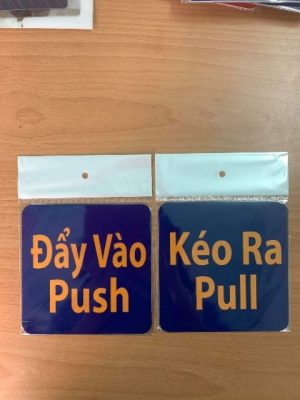 Đẩy Vào
Push
Kéo Ra
Pull